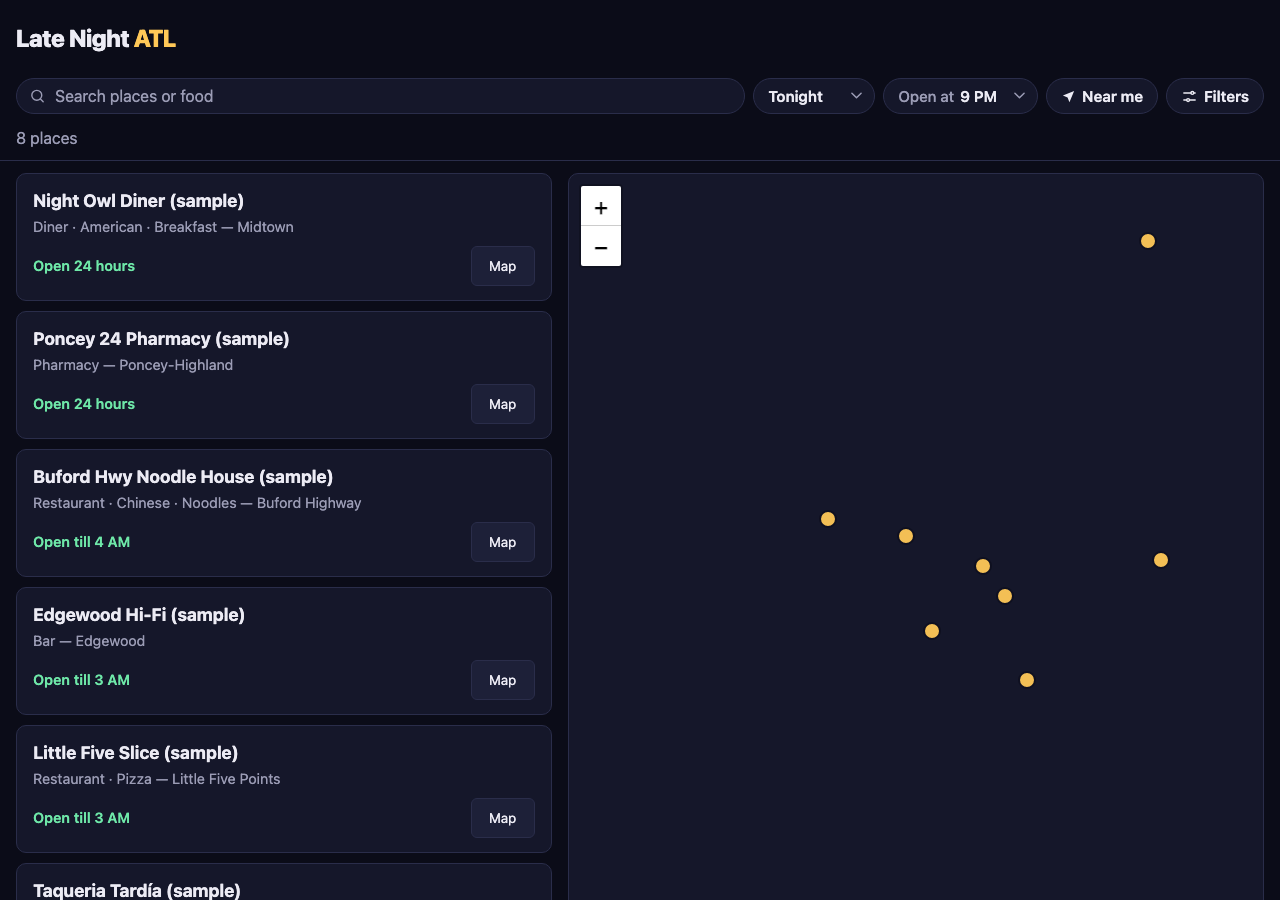 Late Night ATL
Search places or food
Tonight
Open at 9 PM
Near me
Filters
8 places
Night Owl Diner (sample)
Diner · American · Breakfast — Midtown
Open 24 hours
Map
Poncey 24 Pharmacy (sample)
Pharmacy — Poncey-Highland
Open 24 hours
Map
Buford Hwy Noodle House (sample)
Restaurant · Chinese · Noodles — Buford Highway
Open till 4 AM
Map
Edgewood Hi-Fi (sample)
Bar — Edgewood
Open till 3 AM
Map
Little Five Slice (sample)
Restaurant · Pizza — Little Five Points
Open till 3 AM
Map
Taqueria Tardía (sample)
+
−